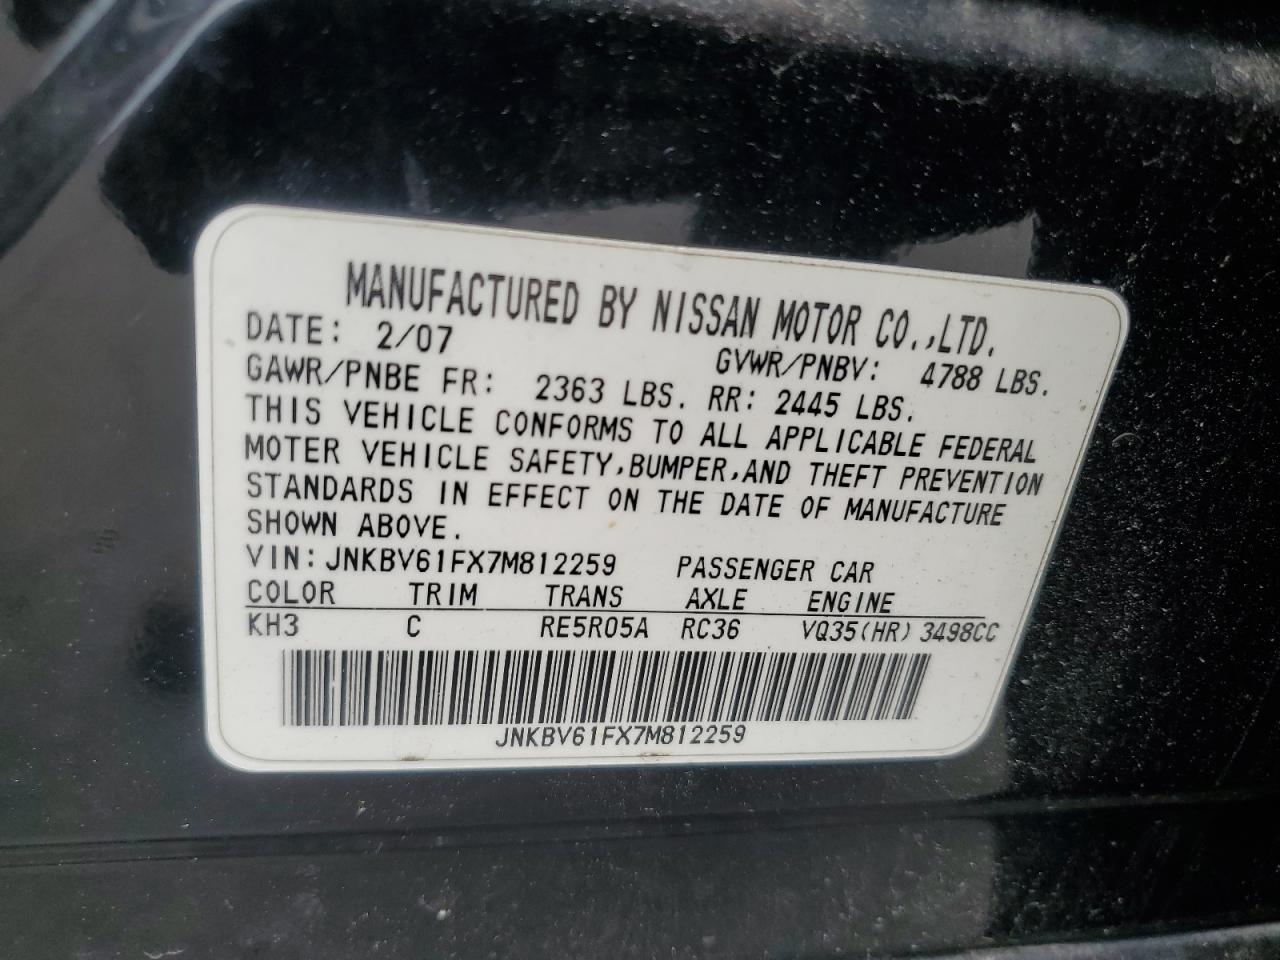 MANUFACTURED BY NISSAN MOTOR CO.,LTD.
DATE: 2/07 GVWR/PNBV: 4788 LBS.
GAWR/PNBE FR: 2363 LBS. RR: 2445 LBS.
THIS VEHICLE CONFORMS TO ALL APPLICABLE FEDERAL
MOTER VEHICLE SAFETY,BUMPER,AND THEFT PREVENTION
STANDARDS IN EFFECT ON THE DATE OF MANUFACTURE
SHOWN ABOVE.
VIN:JNKBV61FX7M812259 PASSENGER CAR
COLOR TRIM TRANS AXLE ENGINE
KH3 C RE5R05A RC36 VQ35(HR) 3498CC
JNKBV61FX7M812259